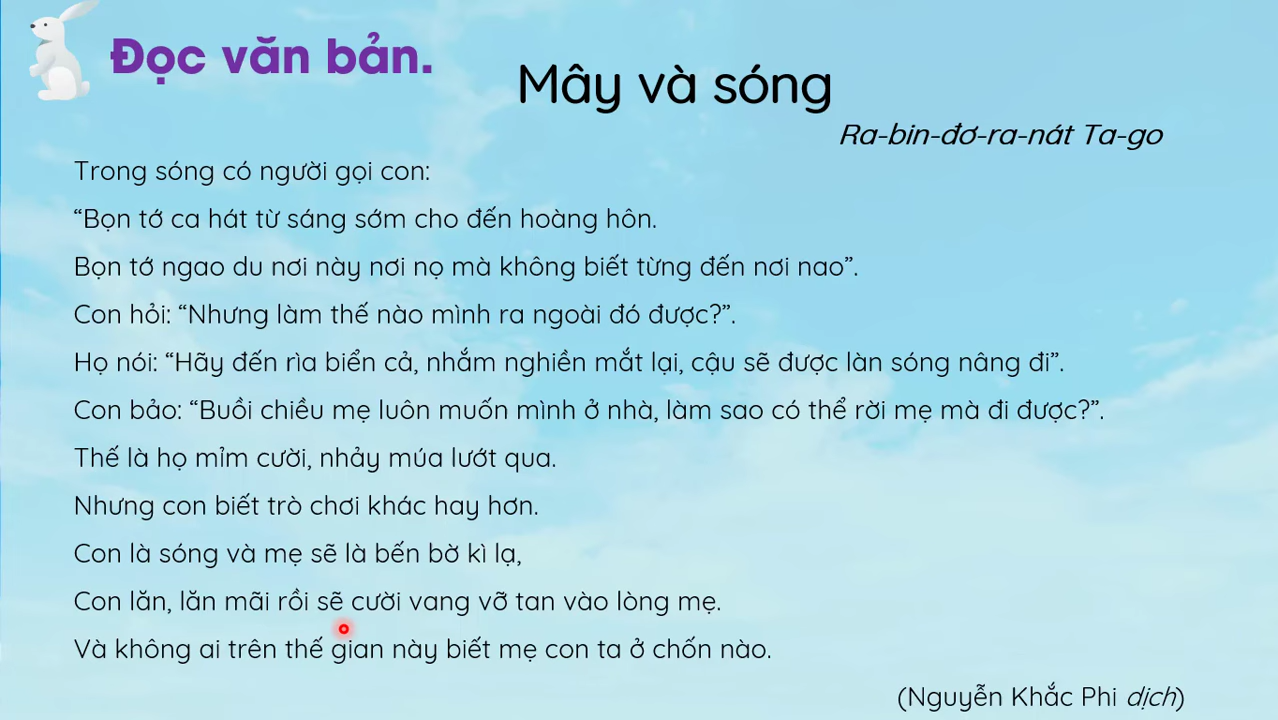 Đọc văn bản.
Mây và sóng
Ra-bin-đơ-ra-nát Ta-go
Trong sóng có người gọi con:
“Bọn tớ ca hát từ sáng sớm cho đến hoàng hôn.
Bọn tớ ngao du nơi này nơi nọ mà không biết từng đến nơi nao”.
Con hỏi: “Nhưng làm thế nào mình ra ngoài đó được?”.
Họ nói: “Hãy đến rìa biển cả, nhắm nghiền mắt lại, cậu sẽ được làn sóng nâng đi”.
Con bảo: “Buổi chiều mẹ luôn muốn mình ở nhà, làm sao có thể rời mẹ mà đi được?”.
Thế là họ mỉm cười, nhảy múa lướt qua.
Nhưng con biết trò chơi khác hay hơn.
Con là sóng và mẹ sẽ là bến bờ kì lạ,
Con lăn, lăn mãi rồi sẽ cười vang vỡ tan vào lòng mẹ.
Và không ai trên thế gian này biết mẹ con ta ở chốn nào.
(Nguyễn Khắc Phi dịch)